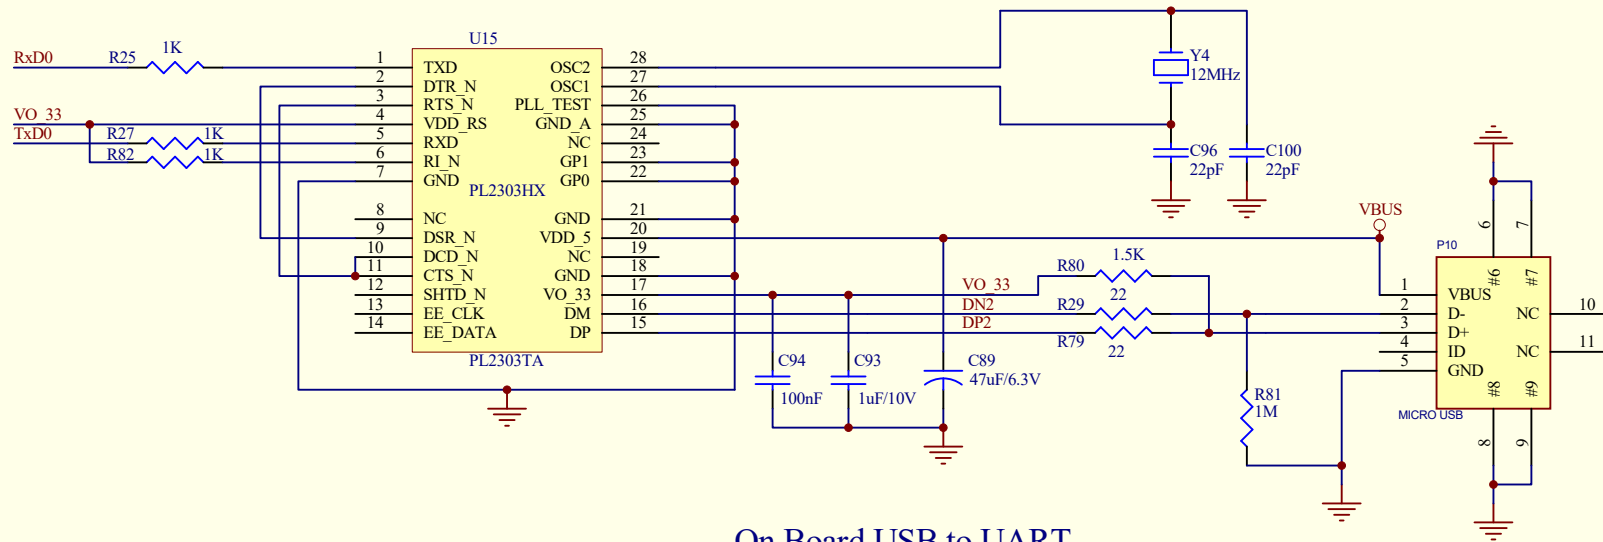 U15
RxD0 R25 1K 1 TXD OSC2 28
2 DTR_N OSC1 27
3 RTS_N PLL_TEST 26
VO_33 4 VDD_RS GND_A 25
TxD0 R27 1K 5 RXD NC 24
R82 1K 6 RI_N GP1 23
7 GND GP0 22
PL2303HX
8 NC GND 21
9 DSR_N VDD_5 20
10 DCD_N NC 19
11 CTS_N GND 18
12 SHTD_N VO_33 17
13 EE_CLK DM 16
14 EE_DATA DP 15
PL2303TA
Y4
12MHz
C96
22pF
C100
22pF
VBUS
VO_33 R80 1.5K
DN2 R29 22
DP2 R79 22
C94
100nF
C93
1uF/10V
C89
47uF/6.3V
R81
1M
P10
6 #6
7 #7
1 VBUS
2 D- NC 10
3 D+
4 ID NC 11
5 GND
#8 8
#9 9
MICRO USB
On Board USB to UART